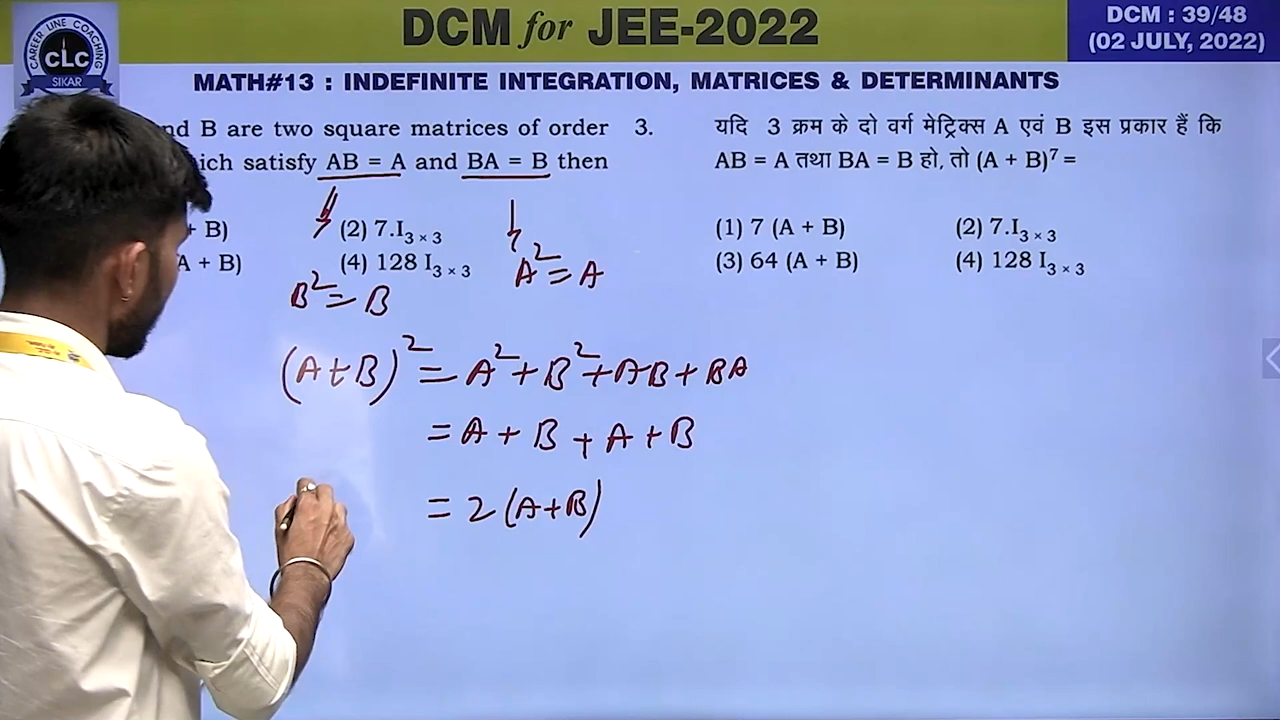 DCM for JEE-2022
DCM : 39/48
(02 JULY, 2022)
CAREER LINE COACHING
CLC
SIKAR
MATH#13 : INDEFINITE INTEGRATION, MATRICES & DETERMINANTS
nd B are two square matrices of order
ich satisfy AB = A and BA = B then
+ B)
(2) 7.I3 × 3
A + B)
(4) 128 I3 × 3
B² = B
A² = A
(A+B)² = A² + B² + AB + BA
= A + B + A + B
= 2 (A+B)
3. यदि 3 क्रम के दो वर्ग मेट्रिक्स A एवं B इस प्रकार हैं कि
AB = A तथा BA = B हो, तो (A + B)⁷ =
(1) 7 (A + B)
(2) 7.I3 × 3
(3) 64 (A + B)
(4) 128 I3 × 3